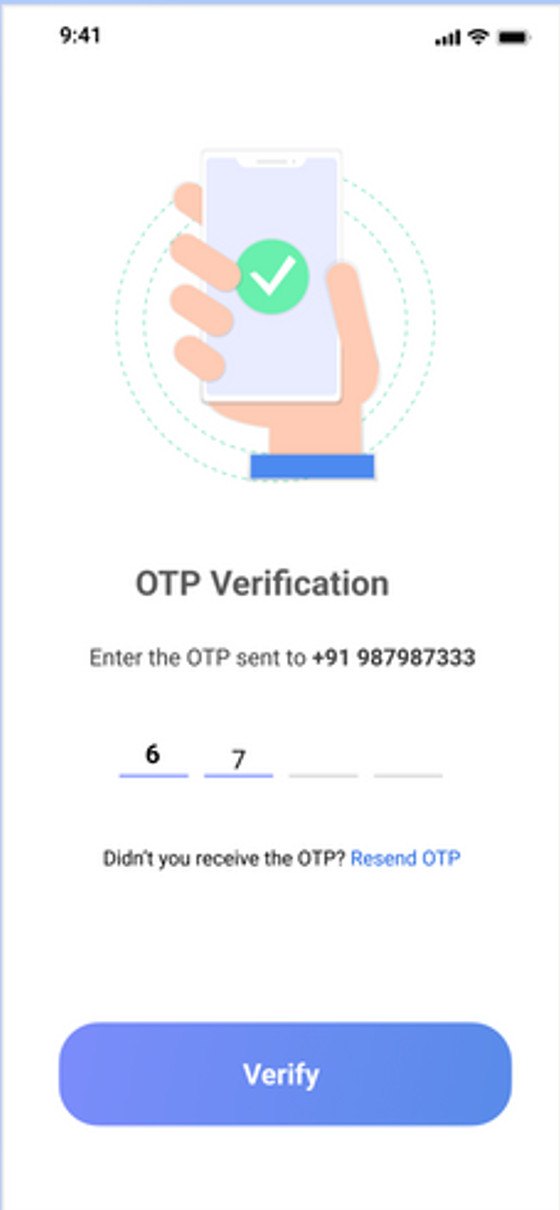 9:41
OTP Verification
Enter the OTP sent to +91 987987333
6 7
Didn't you receive the OTP? Resend OTP
Verify